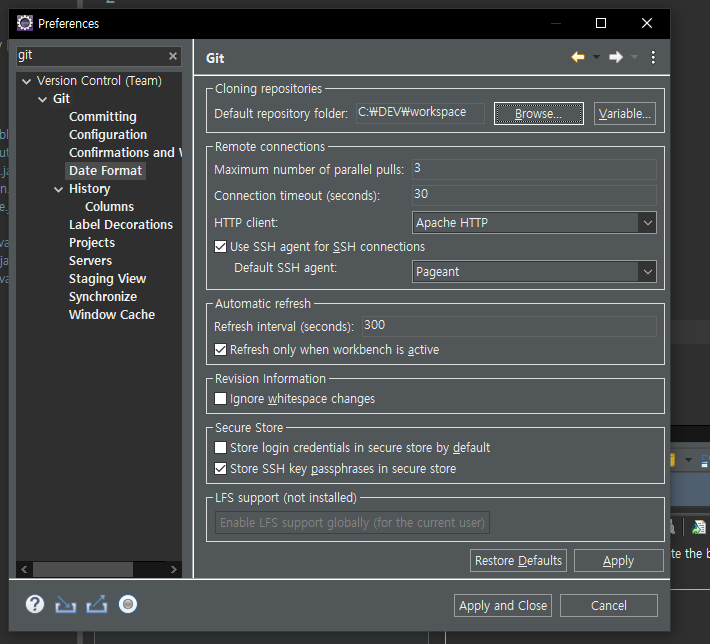 Preferences
git
Version Control (Team)
Git
Committing
Configuration
Confirmations and
Date Format
History
Columns
Label Decorations
Projects
Servers
Staging View
Synchronize
Window Cache
Git
Cloning repositories
Default repository folder: C:₩DEV₩workspace Browse... Variable...
Remote connections
Maximum number of parallel pulls: 3
Connection timeout (seconds): 30
HTTP client: Apache HTTP
Use SSH agent for SSH connections
Default SSH agent: Pageant
Automatic refresh
Refresh interval (seconds): 300
Refresh only when workbench is active
Revision Information
Ignore whitespace changes
Secure Store
Store login credentials in secure store by default
Store SSH key passphrases in secure store
LFS support (not installed)
Enable LFS support globally (for the current user)
Restore Defaults Apply
Apply and Close Cancel
te the b